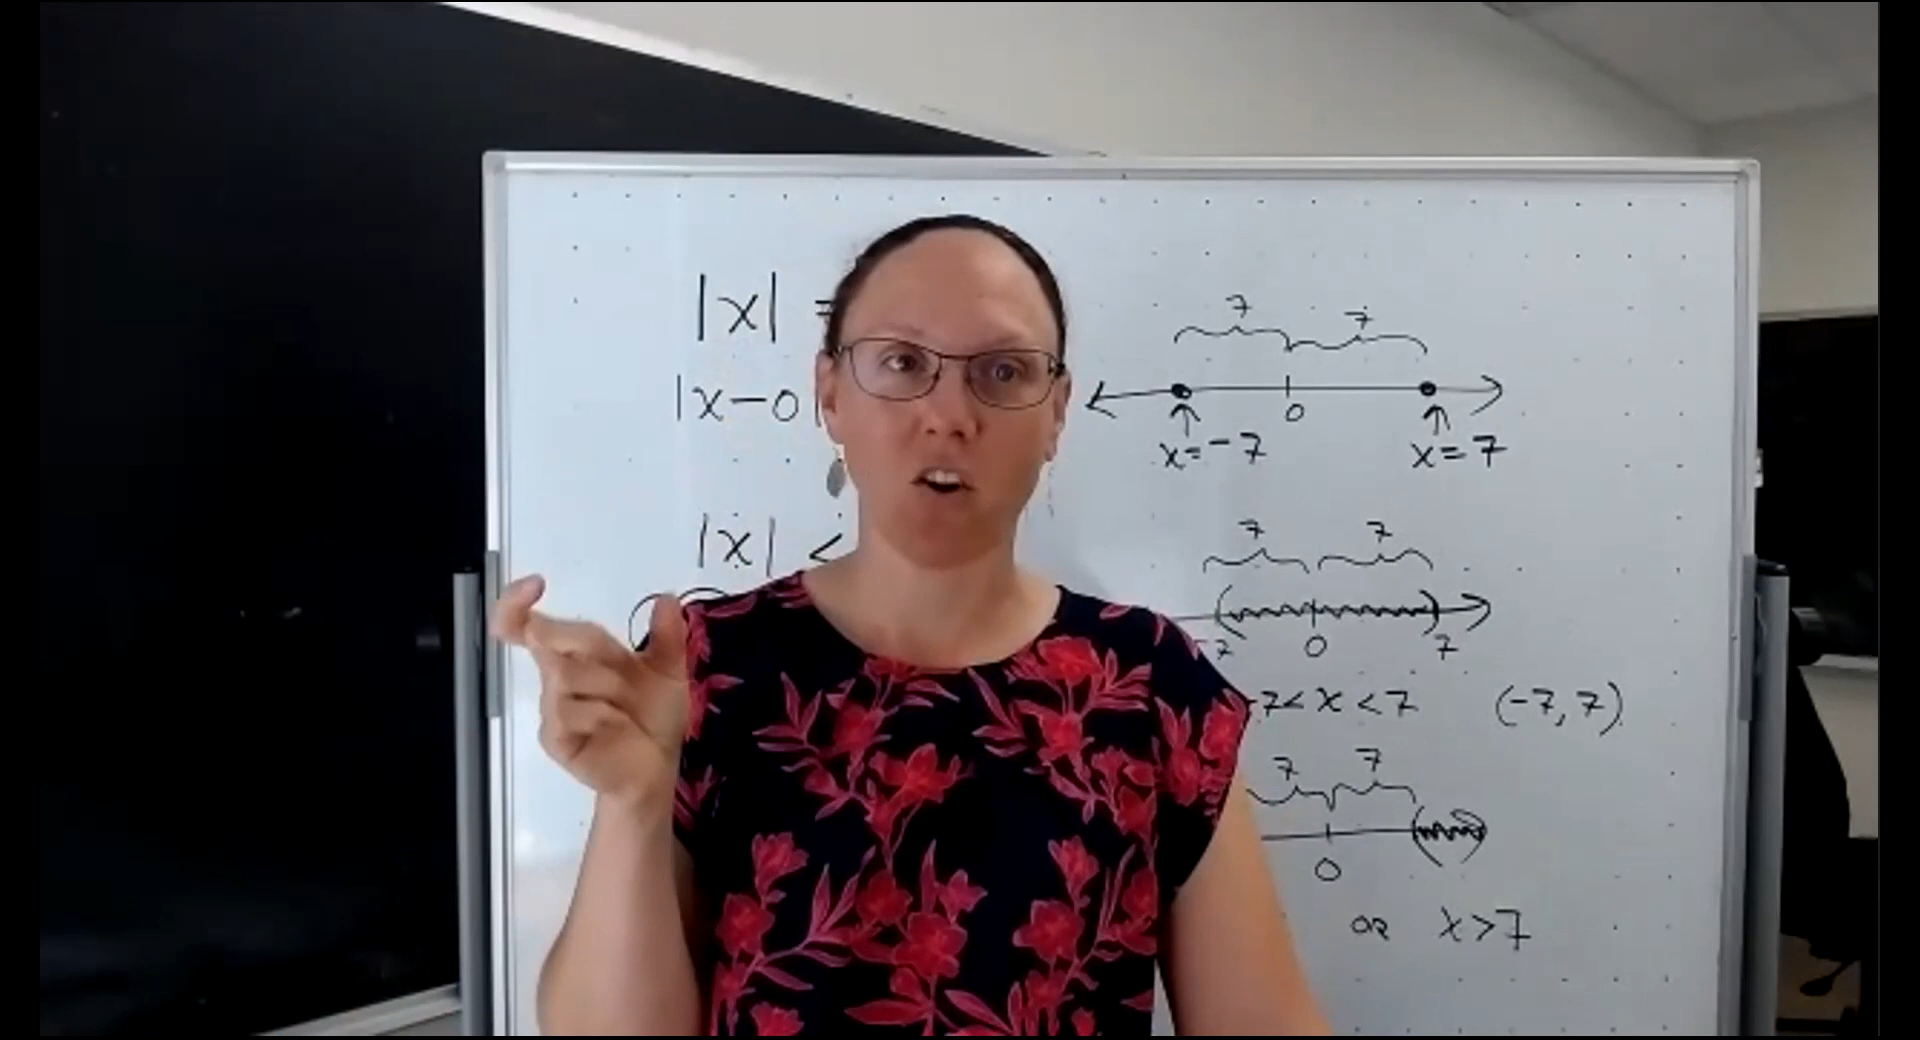 |x| =
|x-0|
7 7
0
x=-7 x=7
|x| <
7 7
7 0 7
-7<x<7 (-7,7)
7 7
0
or x>7